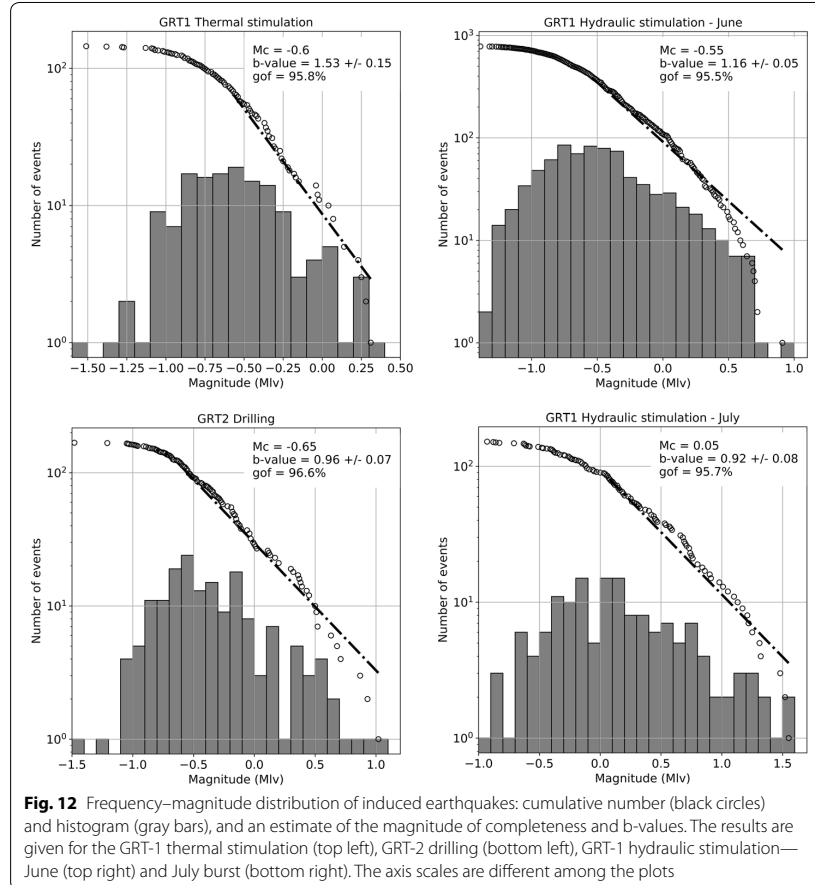 GRT1 Thermal stimulation
Mc = -0.6
b-value = 1.53 +/- 0.15
gof = 95.8%
Number of events
10²
10¹
10⁰
−1.50 −1.25 −1.00 −0.75 −0.50 −0.25 0.00 0.25 0.50
Magnitude (Mlv)
GRT1 Hydraulic stimulation - June
Mc = -0.55
b-value = 1.16 +/- 0.05
gof = 95.5%
Number of events
10³
10²
10¹
10⁰
−1.0 −0.5 0.0 0.5 1.0
Magnitude (Mlv)
GRT2 Drilling
Mc = -0.65
b-value = 0.96 +/- 0.07
gof = 96.6%
Number of events
10²
10¹
10⁰
−1.5 −1.0 −0.5 0.0 0.5 1.0
Magnitude (Mlv)
GRT1 Hydraulic stimulation - July
Mc = 0.05
b-value = 0.92 +/- 0.08
gof = 95.7%
Number of events
10²
10¹
10⁰
−1.0 −0.5 0.0 0.5 1.0 1.5
Magnitude (Mlv)
Fig. 12 Frequency–magnitude distribution of induced earthquakes: cumulative number (black circles)
and histogram (gray bars), and an estimate of the magnitude of completeness and b-values. The results are
given for the GRT-1 thermal stimulation (top left), GRT-2 drilling (bottom left), GRT-1 hydraulic stimulation—
June (top right) and July burst (bottom right). The axis scales are different among the plots